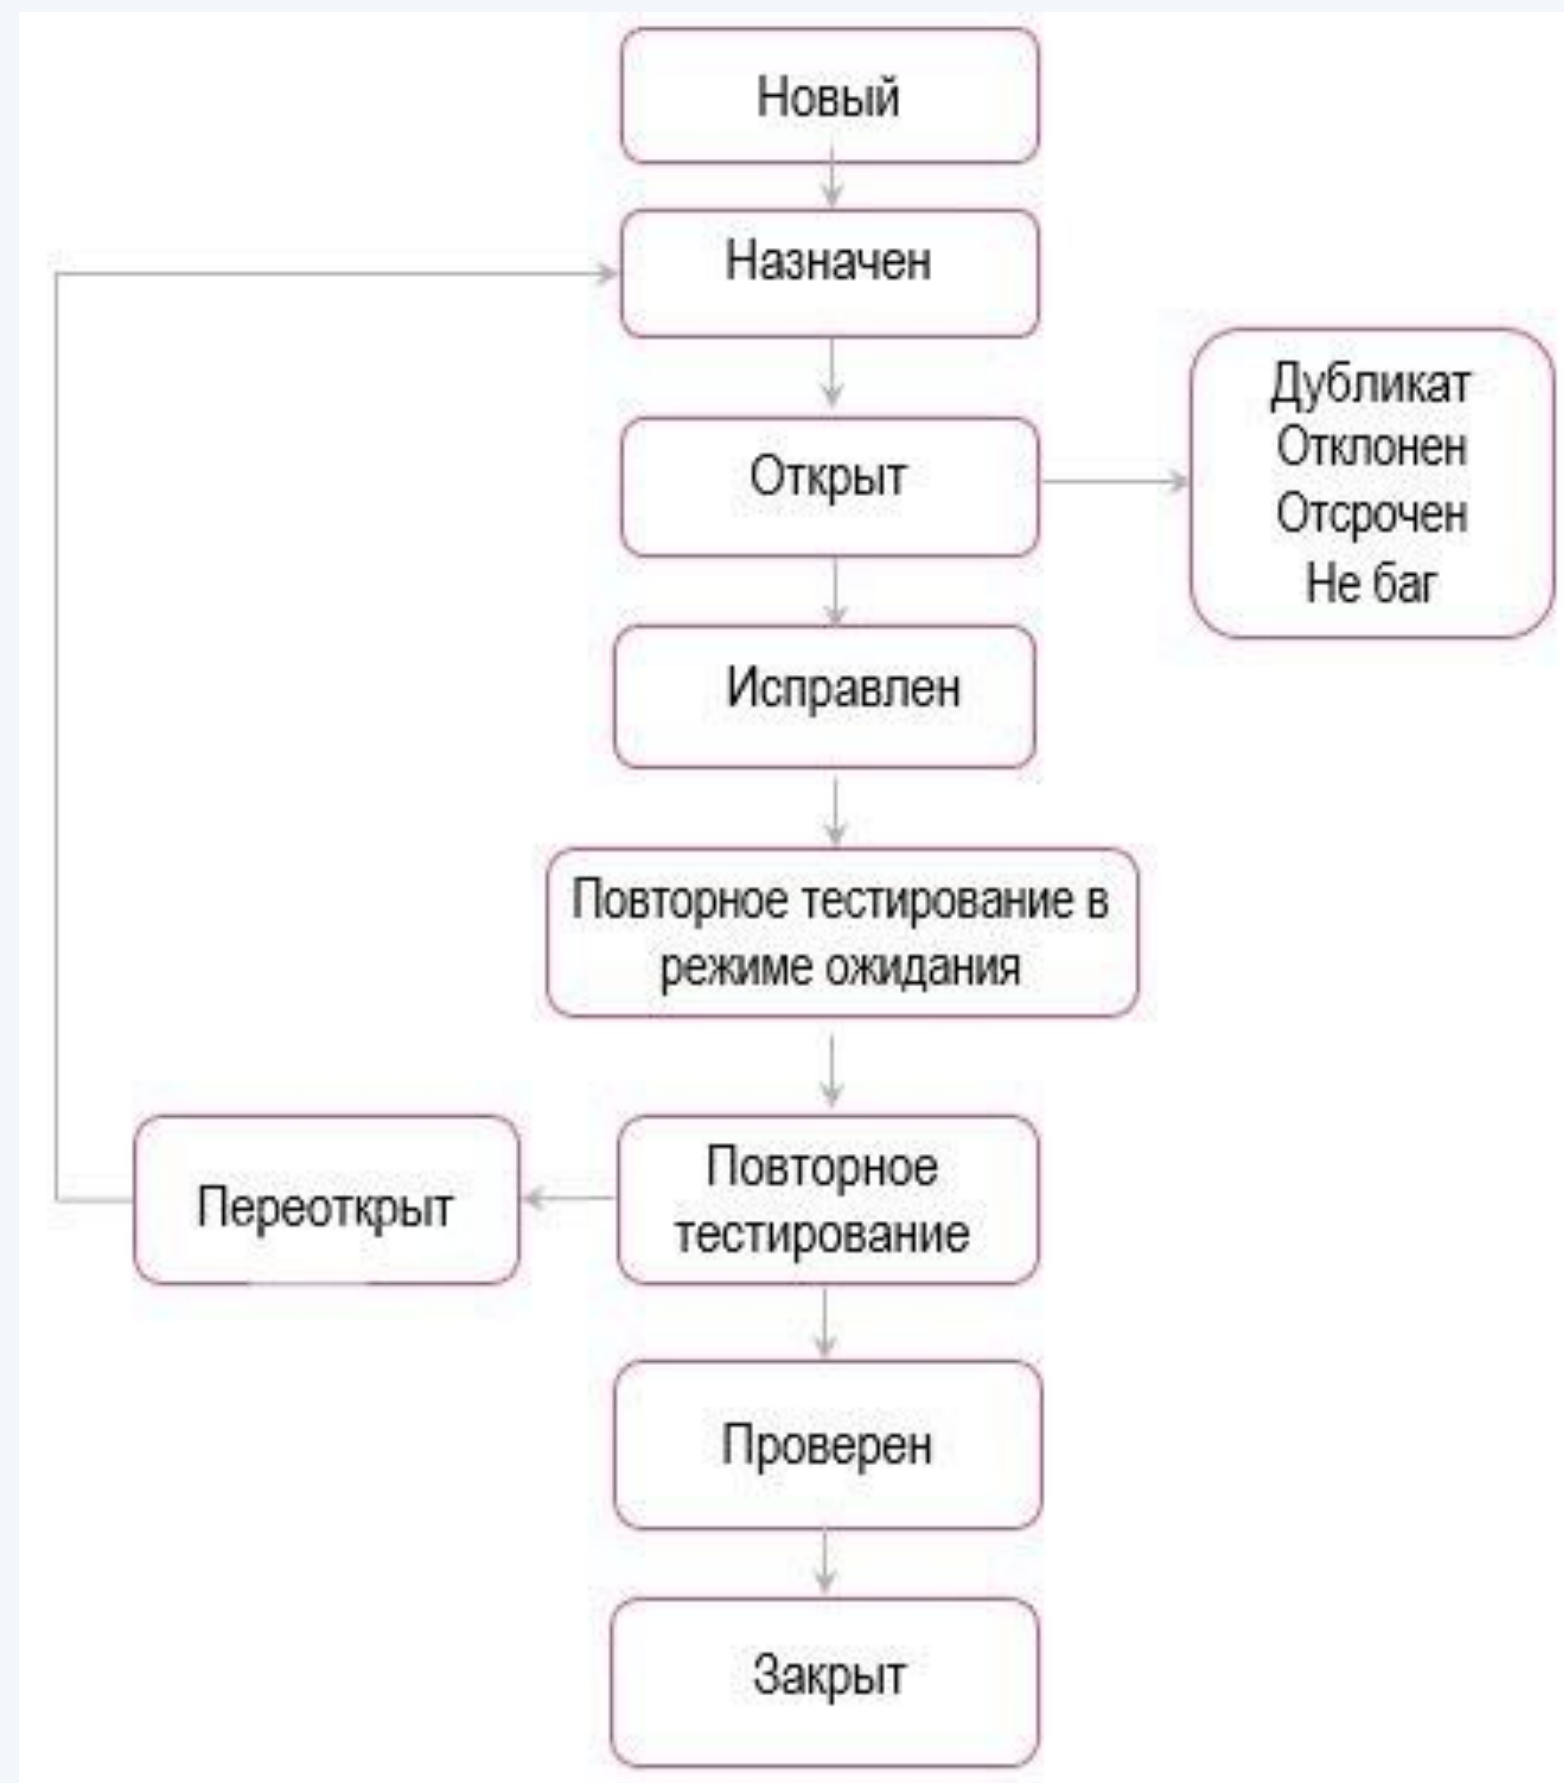 Новый
Назначен
Открыт
Дубликат
Отклонен
Отсрочен
Не баг
Исправлен
Повторное тестирование в
режиме ожидания
Переоткрыт
Повторное
тестирование
Проверен
Закрыт